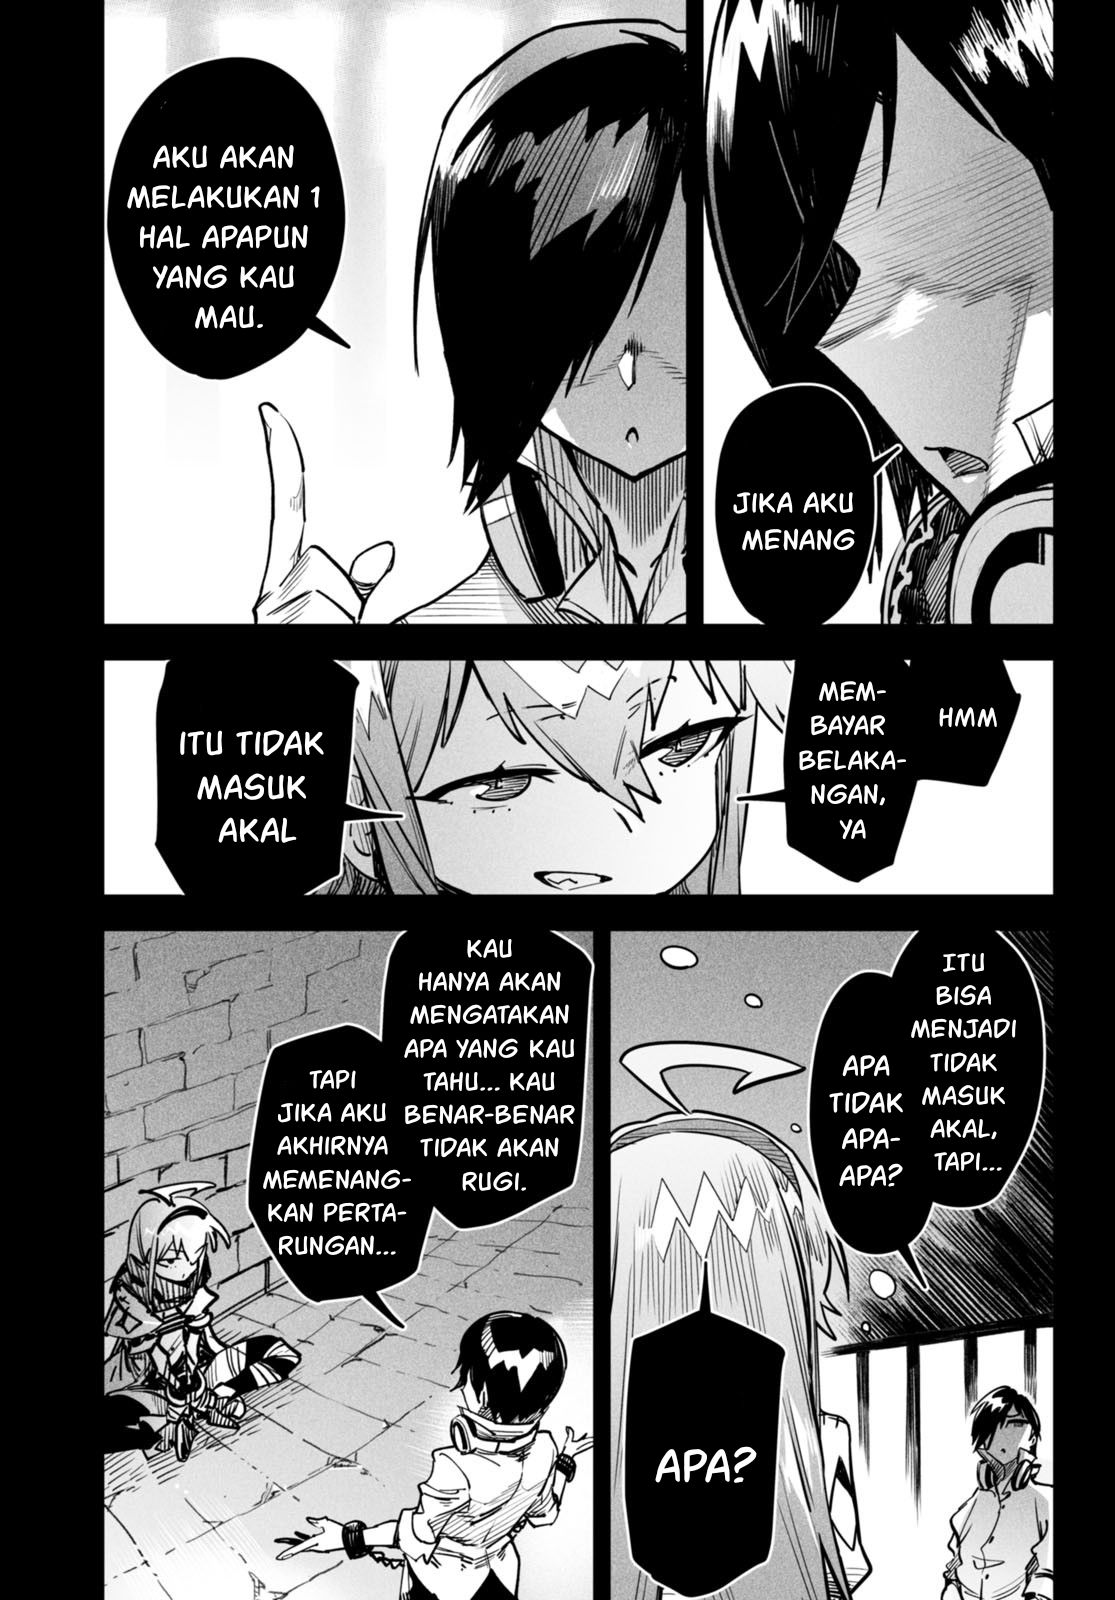 JIKA AKU
MENANG
AKU AKAN
MELAKUKAN 1
HAL APAPUN
YANG KAU
MAU.
HMM
MEM-
BAYAR
BELAKA-
NGAN,
YA
ITU TIDAK
MASUK
AKAL
ITU
BISA
MENJADI
TIDAK
MASUK
AKAL,
TAPI...
APA
TIDAK
APA-
APA?
APA?
KAU
HANYA AKAN
MENGATAKAN
APA YANG KAU
TAHU... KAU
BENAR-BENAR
TIDAK AKAN
RUGI.
TAPI
JIKA AKU
AKHIRNYA
MEMENANG-
KAN PERTA-
RUNGAN...